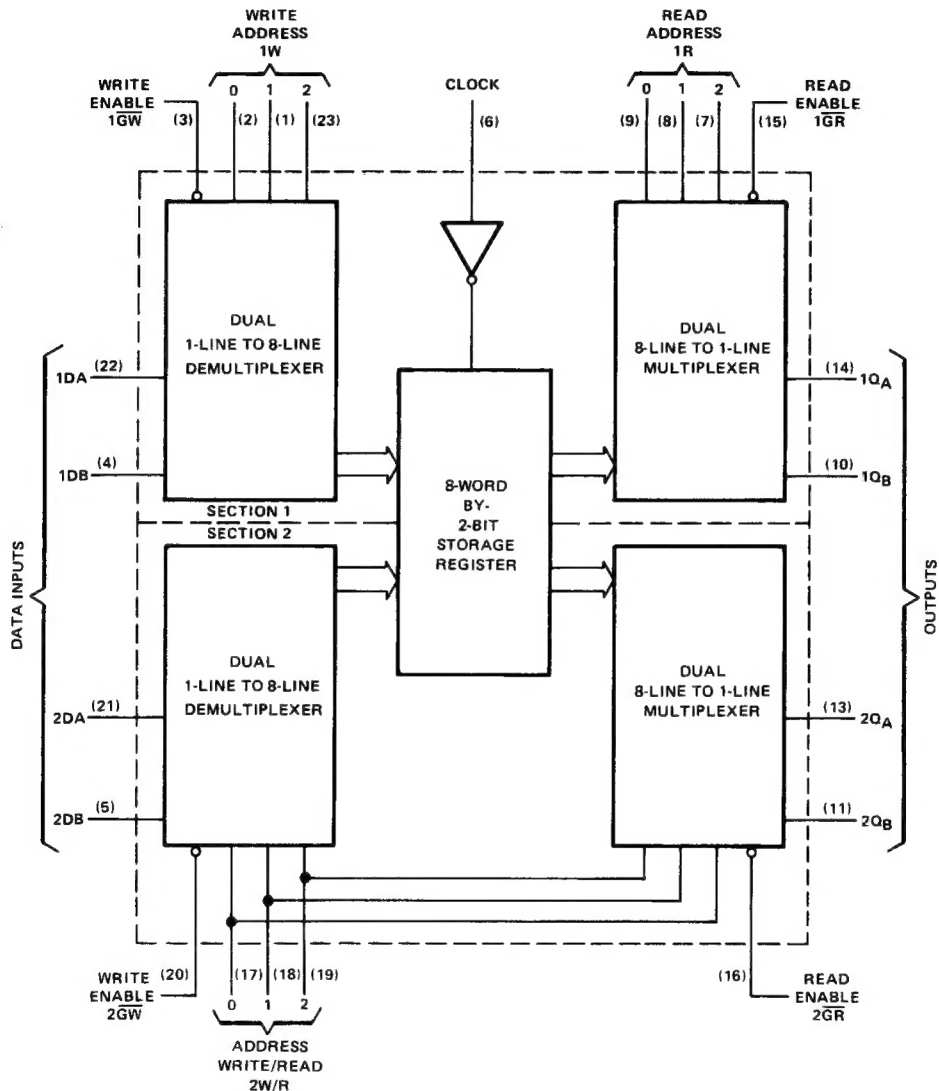 WRITE
ADDRESS
1W
0 1 2
WRITE
ENABLE
1GW
(3)
(2)
(1)
(23)
CLOCK
(6)
READ
ADDRESS
1R
0 1 2
(9)
(8)
(7)
(15)
READ
ENABLE
1GR
DUAL
1-LINE TO 8-LINE
DEMULTIPLEXER
DUAL
8-LINE TO 1-LINE
MULTIPLEXER
DATA INPUTS
1DA
(22)
1DB
(4)
8-WORD
BY-
2-BIT
STORAGE
REGISTER
(14)
1QA
(10)
1QB
OUTPUTS
SECTION 1
SECTION 2
DUAL
1-LINE TO 8-LINE
DEMULTIPLEXER
DUAL
8-LINE TO 1-LINE
MULTIPLEXER
2DA
(21)
2DB
(5)
(13)
2QA
(11)
2QB
WRITE
ENABLE
2GW
(20)
(17)
(18)
(19)
0 1 2
ADDRESS
WRITE/READ
2W/R
(16)
READ
ENABLE
2GR